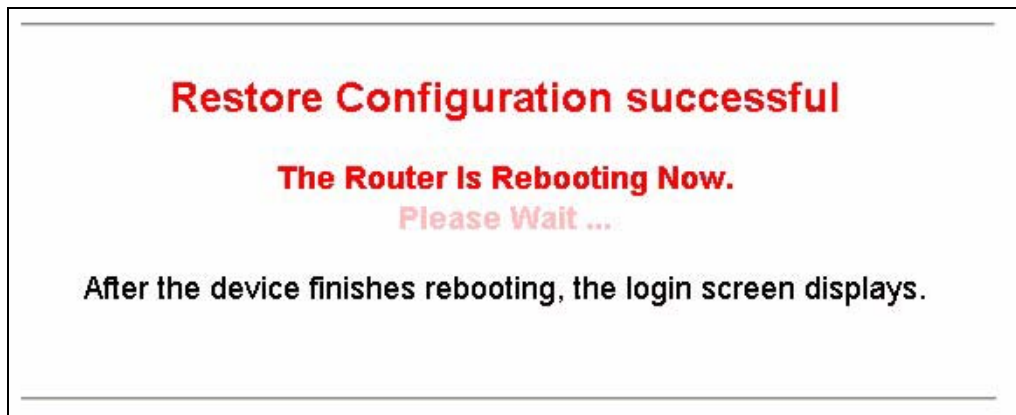 Restore Configuration successful
The Router Is Rebooting Now.
Please Wait ...
After the device finishes rebooting, the login screen displays.